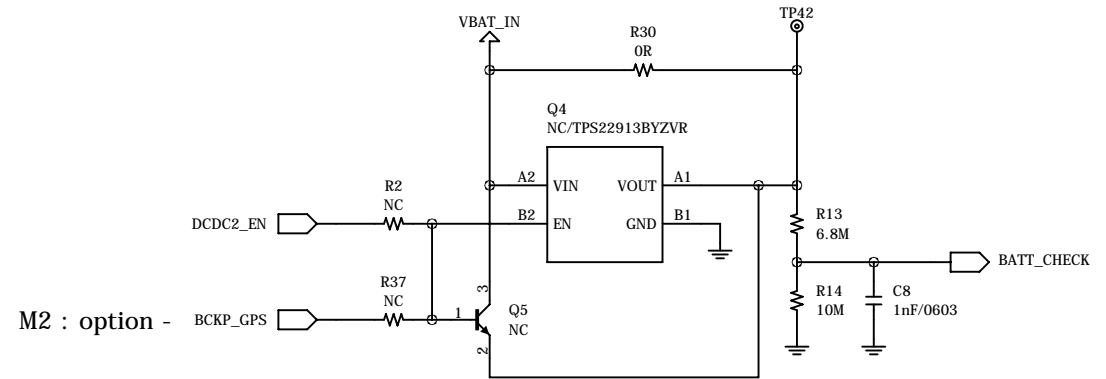 VBAT_IN
TP42
R30
0R
Q4
NC/TPS22913BYZVR
A2
VIN
VOUT
A1
R2
NC
B2
EN
GND
B1
DCDC2_EN
R13
6.8M
BATT_CHECK
R37
NC
3
Q5
NC
R14
10M
C8
1nF/0603
M2 : option -
BCKP_GPS
1
2